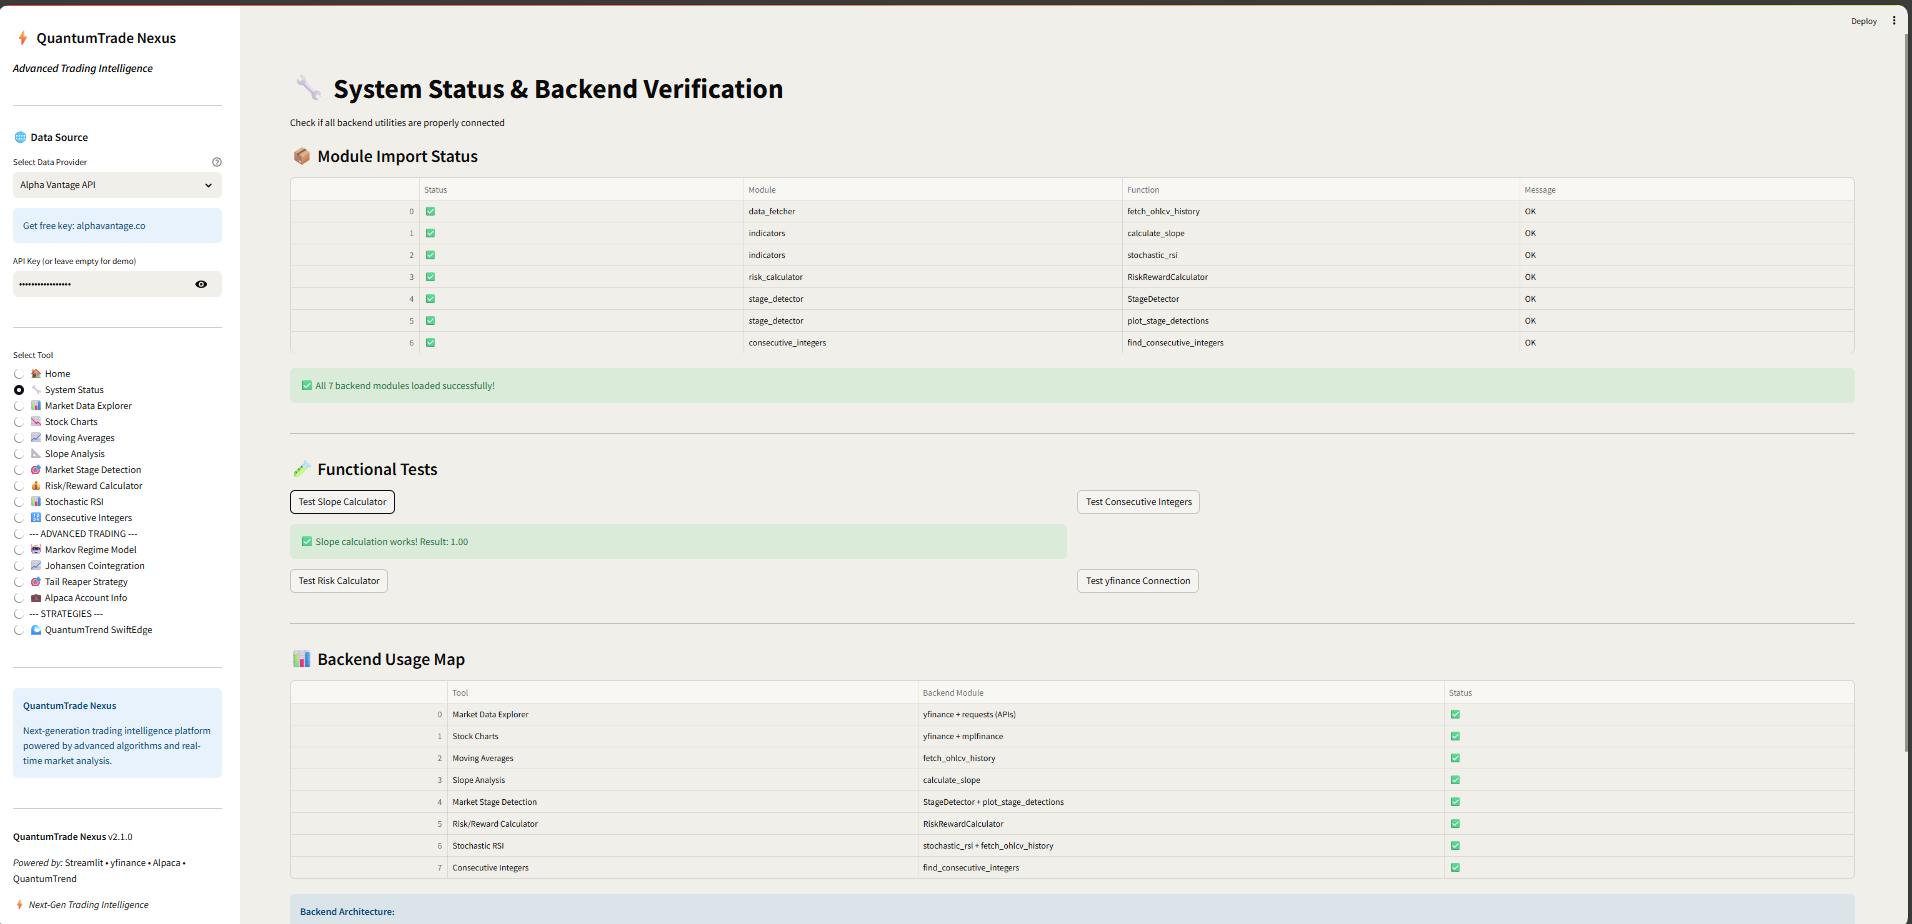 Deploy
QuantumTrade Nexus
Advanced Trading Intelligence
Data Source
Select Data Provider
Alpha Vantage API
Get free key: alphavantage.co
API Key (or leave empty for demo)
••••••••••••••••
Select Tool
Home
System Status
Market Data Explorer
Stock Charts
Moving Averages
Slope Analysis
Market Stage Detection
Risk/Reward Calculator
Stochastic RSI
Consecutive Integers
--- ADVANCED TRADING ---
Markov Regime Model
Johansen Cointegration
Tail Reaper Strategy
Alpaca Account Info
--- STRATEGIES ---
QuantumTrend SwiftEdge
QuantumTrade Nexus
Next-generation trading intelligence platform
powered by advanced algorithms and real-
time market analysis.
QuantumTrade Nexus v2.1.0
Powered by: Streamlit • yfinance • Alpaca •
QuantumTrend
Next-Gen Trading Intelligence
System Status & Backend Verification
Check if all backend utilities are properly connected
Module Import Status
Status Module Function Message
0 data_fetcher fetch_ohlcv_history OK
1 indicators calculate_slope OK
2 indicators stochastic_rsi OK
3 risk_calculator RiskRewardCalculator OK
4 stage_detector StageDetector OK
5 stage_detector plot_stage_detections OK
6 consecutive_integers find_consecutive_integers OK
All 7 backend modules loaded successfully!
Functional Tests
Test Slope Calculator Test Consecutive Integers
Slope calculation works! Result: 1.00
Test Risk Calculator Test yfinance Connection
Backend Usage Map
Tool Backend Module Status
0 Market Data Explorer yfinance + requests (APIs)
1 Stock Charts yfinance + mplfinance
2 Moving Averages fetch_ohlcv_history
3 Slope Analysis calculate_slope
4 Market Stage Detection StageDetector + plot_stage_detections
5 Risk/Reward Calculator RiskRewardCalculator
6 Stochastic RSI stochastic_rsi + fetch_ohlcv_history
7 Consecutive Integers find_consecutive_integers
Backend Architecture: